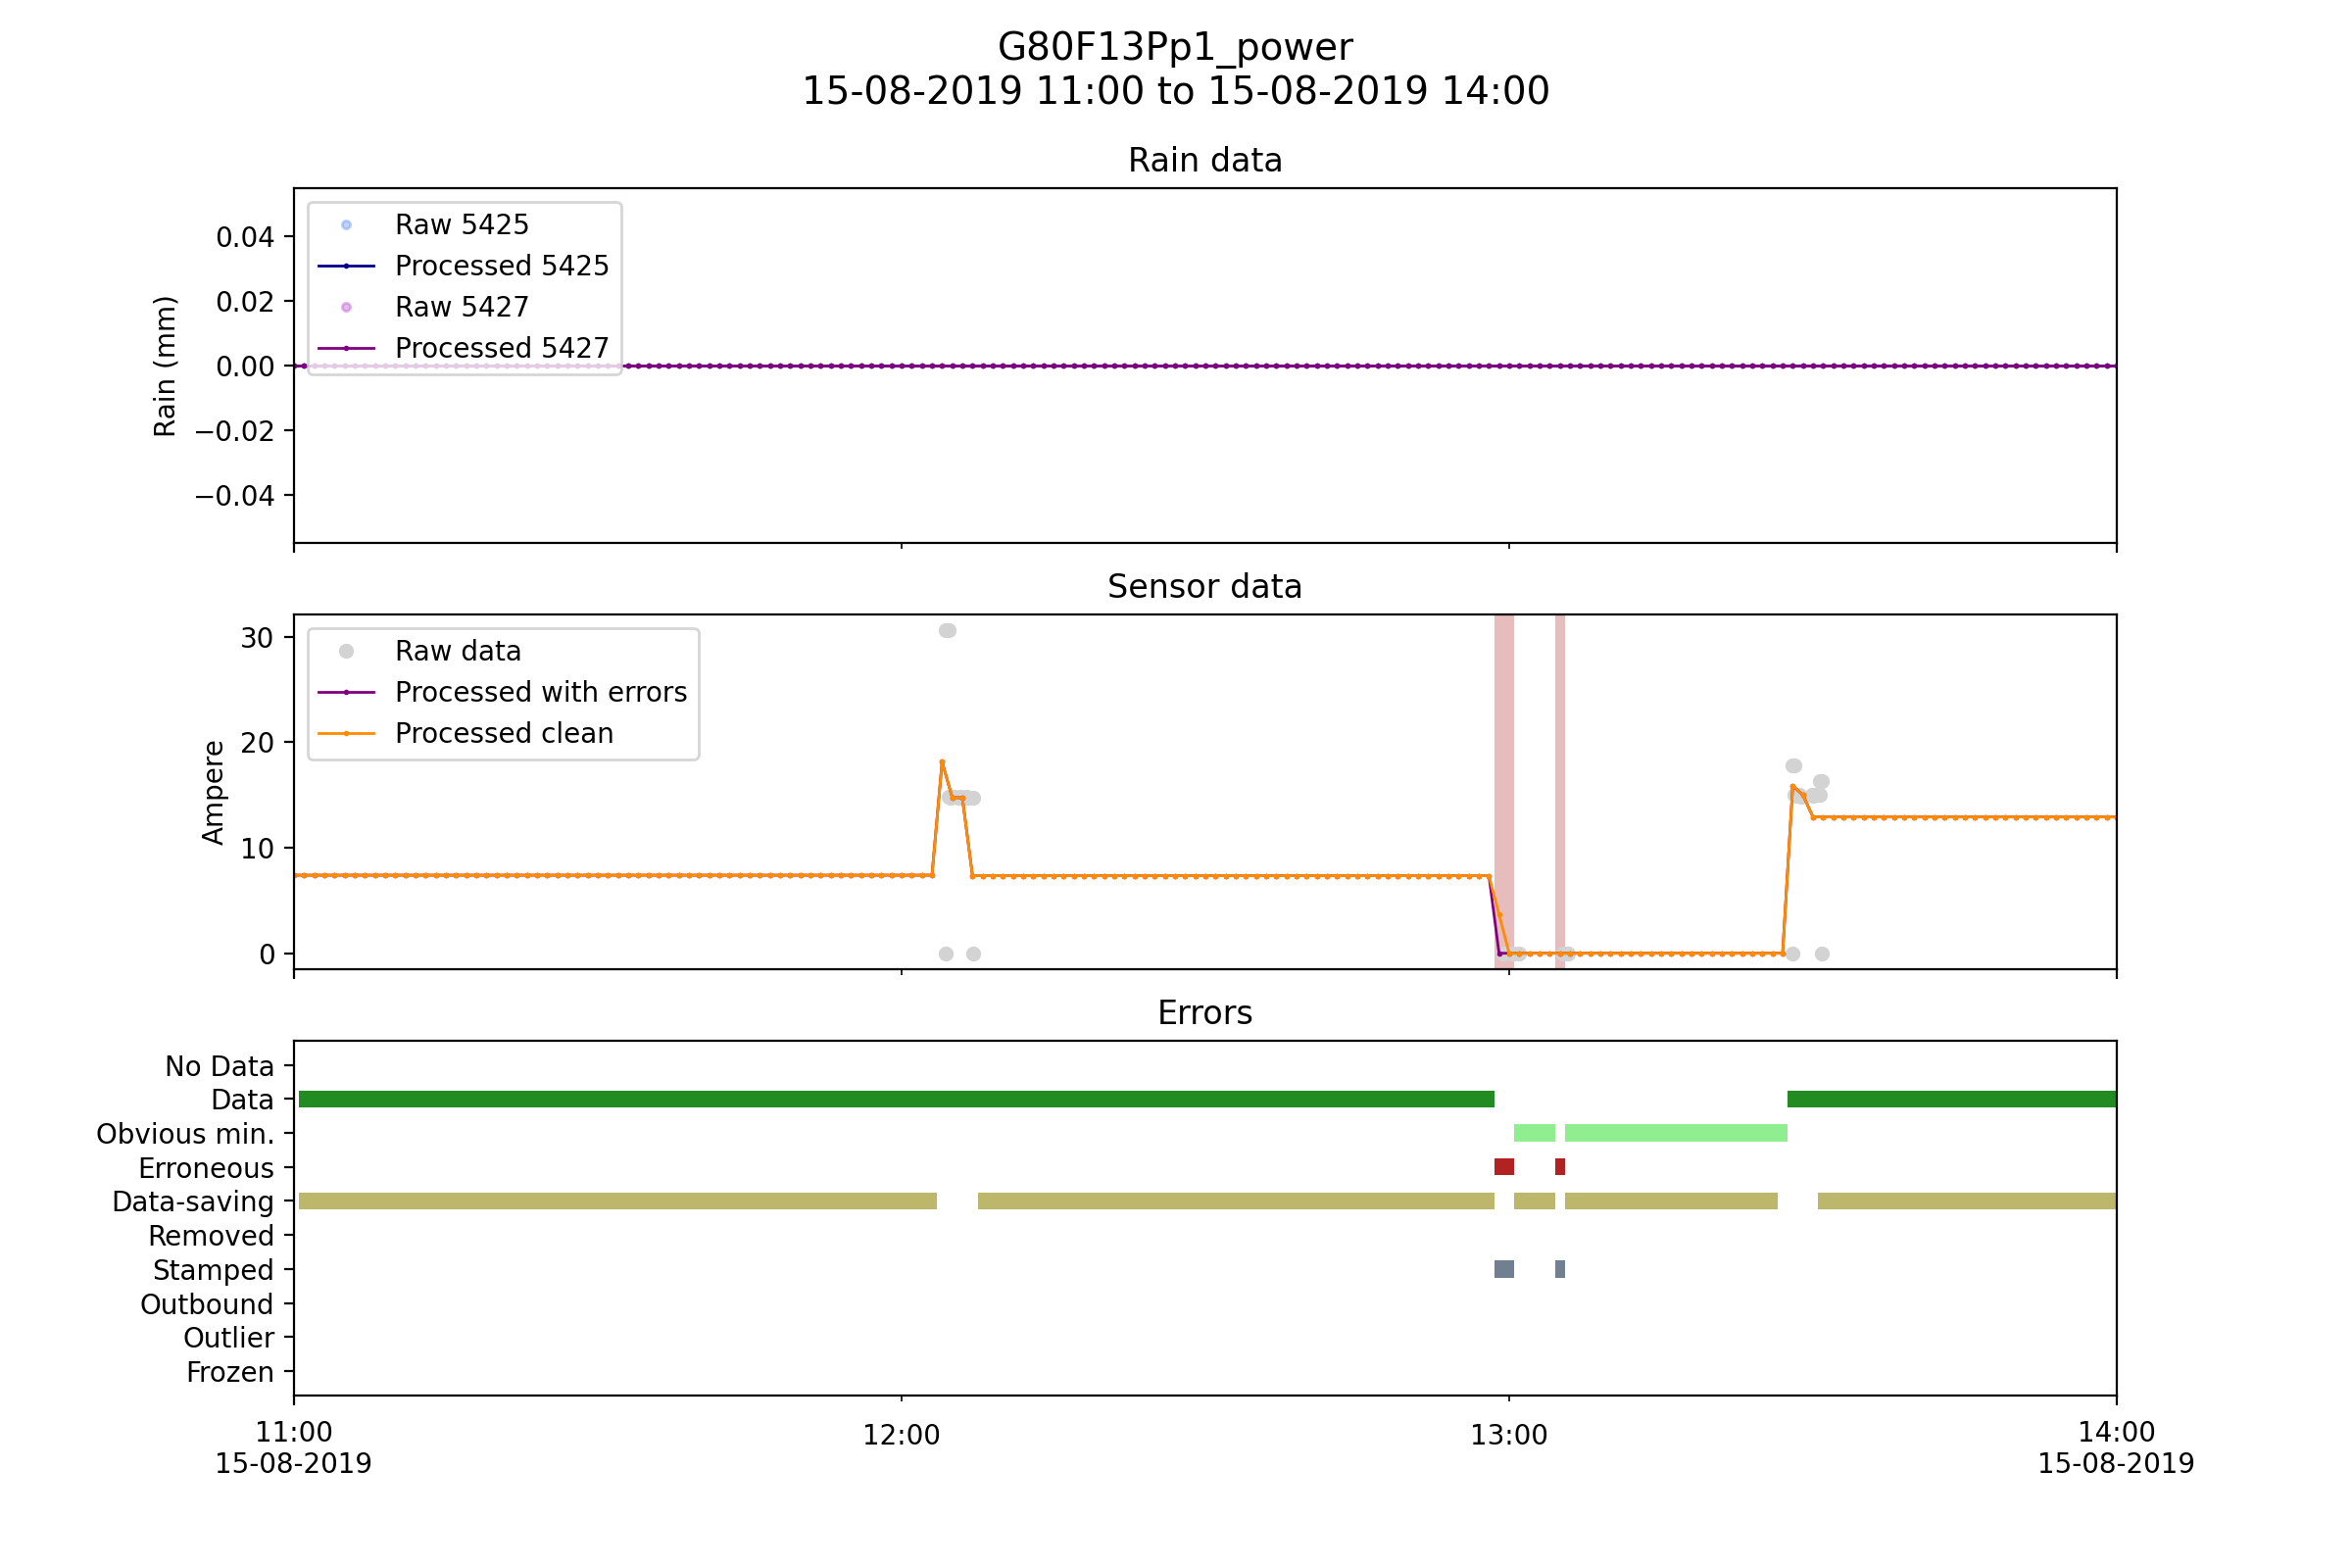 G80F13Pp1_power
15-08-2019 11:00 to 15-08-2019 14:00
Rain data
0.04
0.02
0.00
−0.02
−0.04
Rain (mm)
Raw 5425
Processed 5425
Raw 5427
Processed 5427
Sensor data
30
20
10
0
Ampere
Raw data
Processed with errors
Processed clean
Errors
No Data
Data
Obvious min.
Erroneous
Data-saving
Removed
Stamped
Outbound
Outlier
Frozen
11:00
15-08-2019
12:00
13:00
14:00
15-08-2019